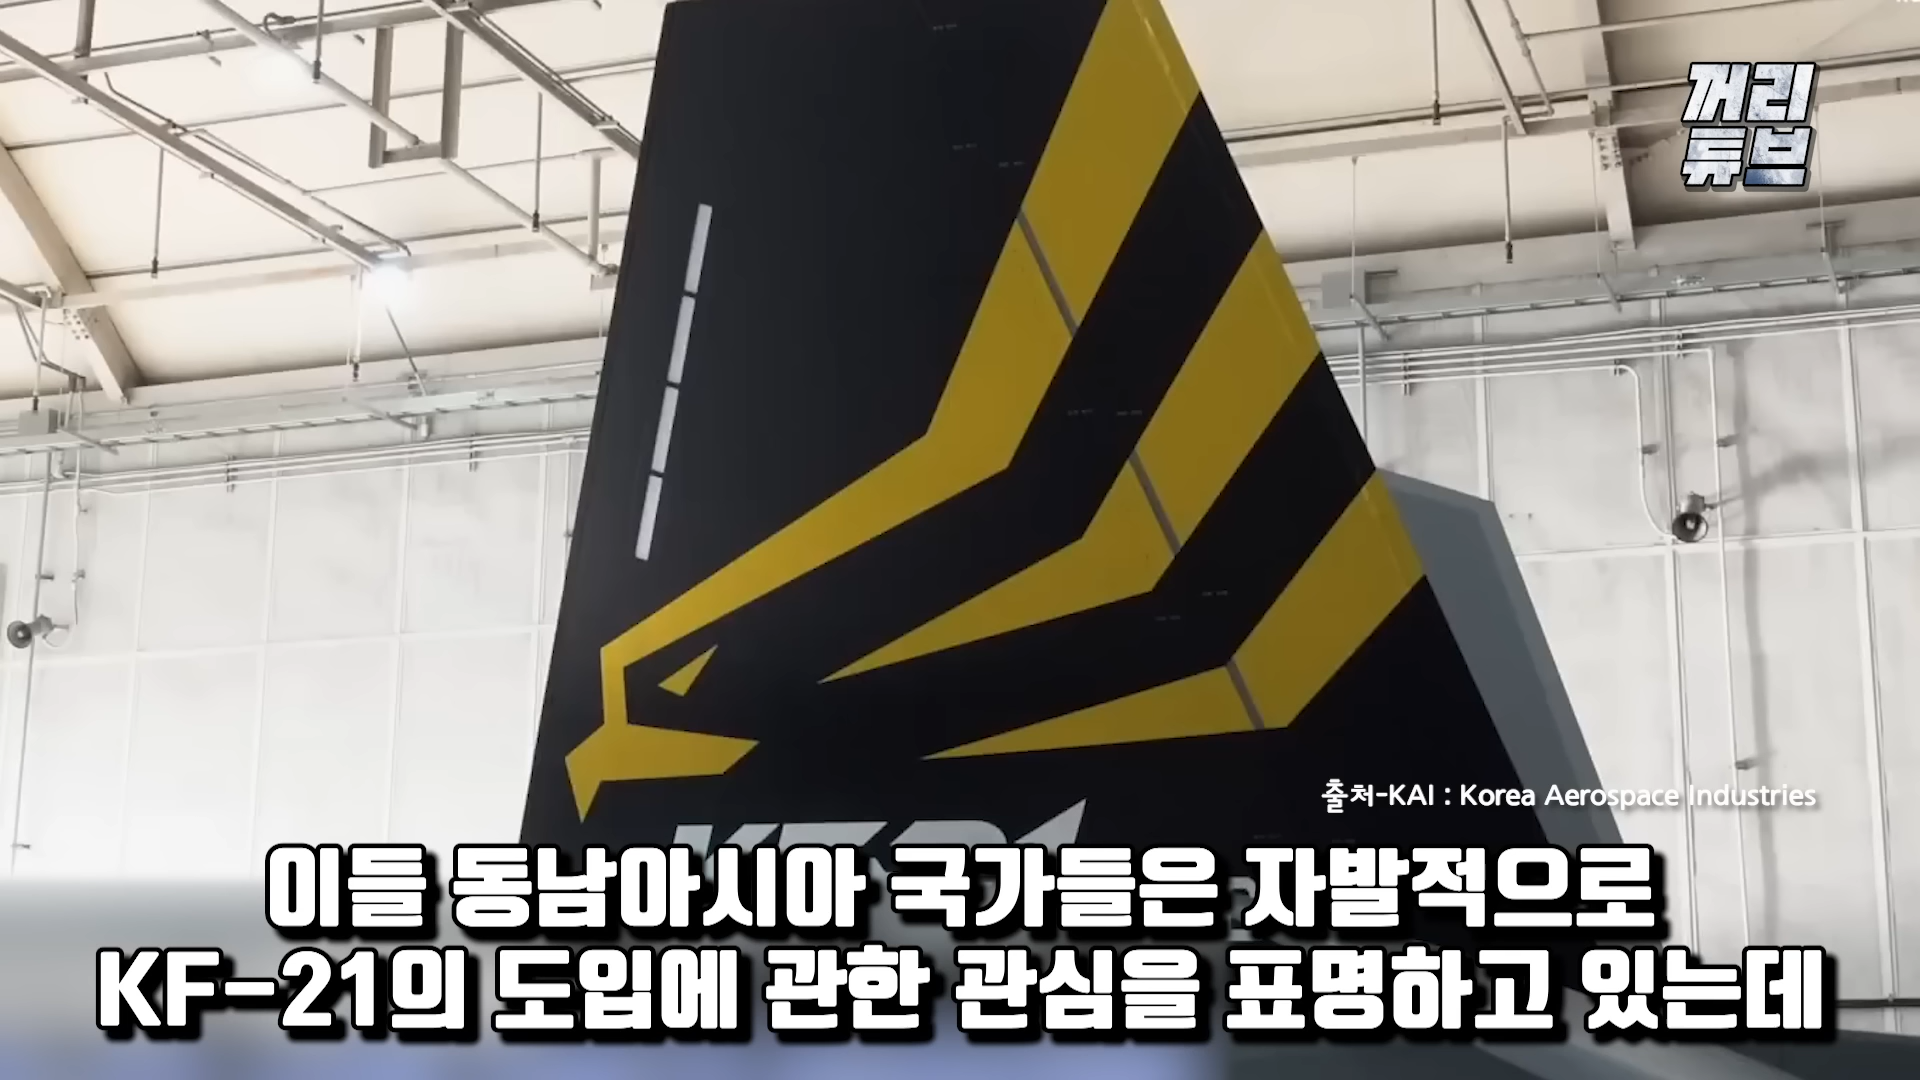 꺼리
튜브
출처-KAI : Korea Aerospace Industries
이들 동남아시아 국가들은 자발적으로
KF-21의 도입에 관한 관심을 표명하고 있는데